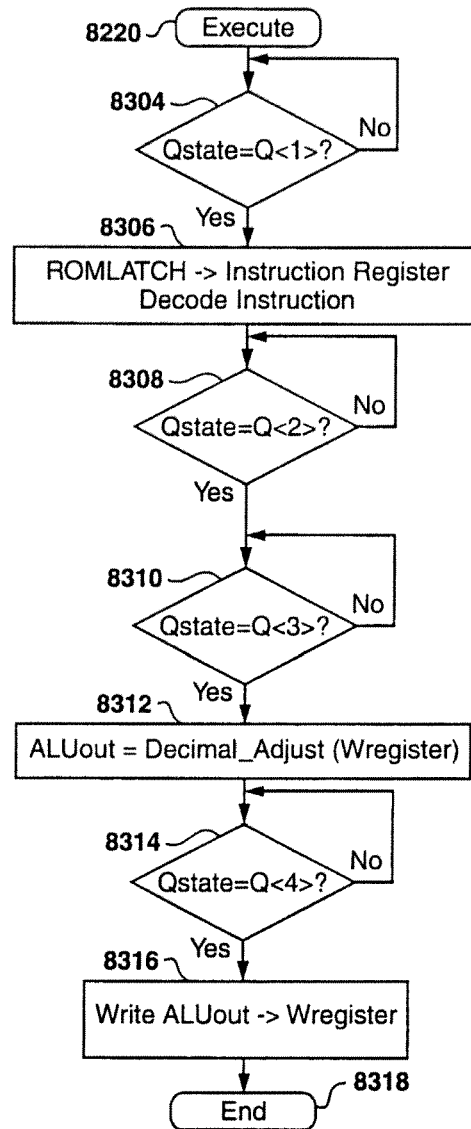 8220
Execute
8304
Qstate=Q<1>?
No
Yes
8306
ROMLATCH -> Instruction Register
Decode Instruction
8308
Qstate=Q<2>?
No
Yes
8310
Qstate=Q<3>?
No
Yes
8312
ALUout = Decimal_Adjust (Wregister)
8314
Qstate=Q<4>?
No
Yes
8316
Write ALUout -> Wregister
8318
End